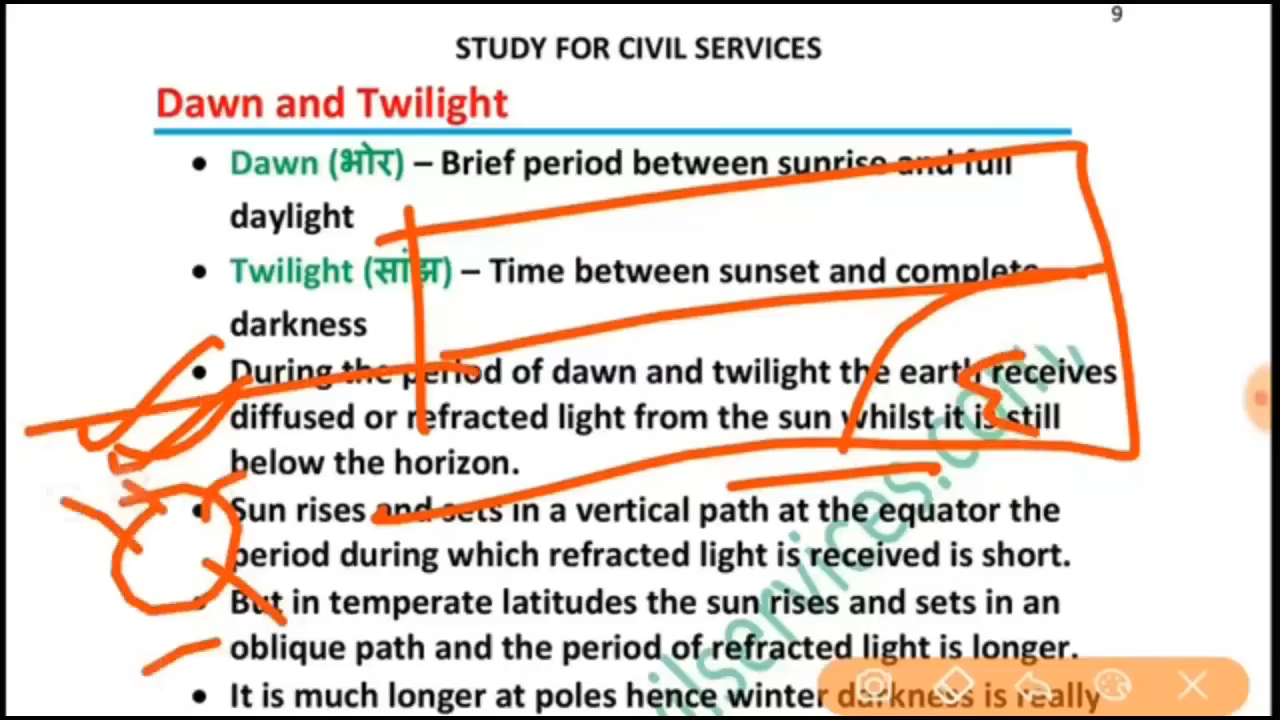 9
STUDY FOR CIVIL SERVICES
Dawn and Twilight
• Dawn (भोर) – Brief period between sunrise and full
daylight
• Twilight (सांझ) – Time between sunset and complete
darkness
• During the period of dawn and twilight the earth receives
diffused or refracted light from the sun whilst it is still
below the horizon.
• Sun rises and sets in a vertical path at the equator the
period during which refracted light is received is short.
• But in temperate latitudes the sun rises and sets in an
oblique path and the period of refracted light is longer.
• It is much longer at poles hence winter darkness is really